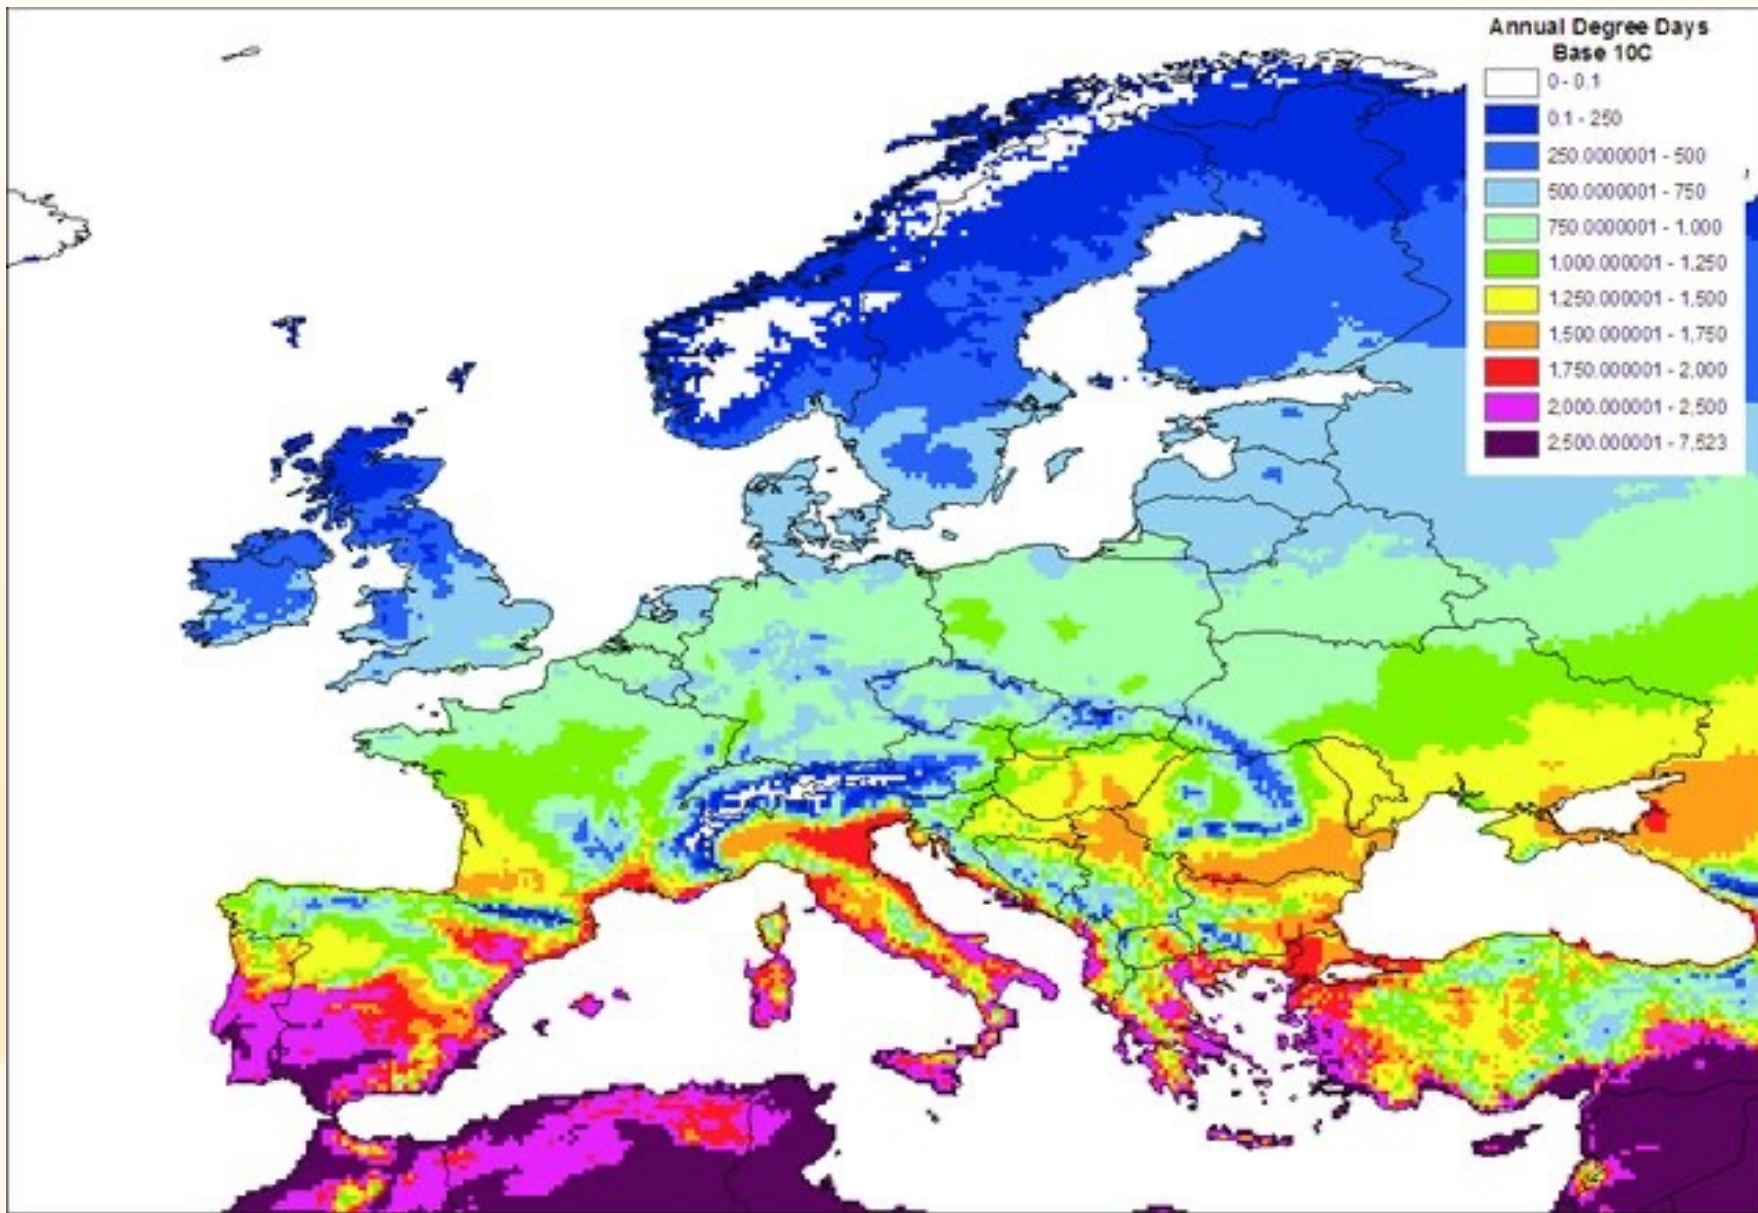 Annual Degree Days
Base 10C
0 - 0.1
0.1 - 250
250.0000001 - 500
500.0000001 - 750
750.0000001 - 1.000
1.000.000001 - 1.250
1,250.000001 - 1,500
1,500.000001 - 1,750
1,750.000001 - 2,000
2,000.000001 - 2,500
2,500.000001 - 7,523